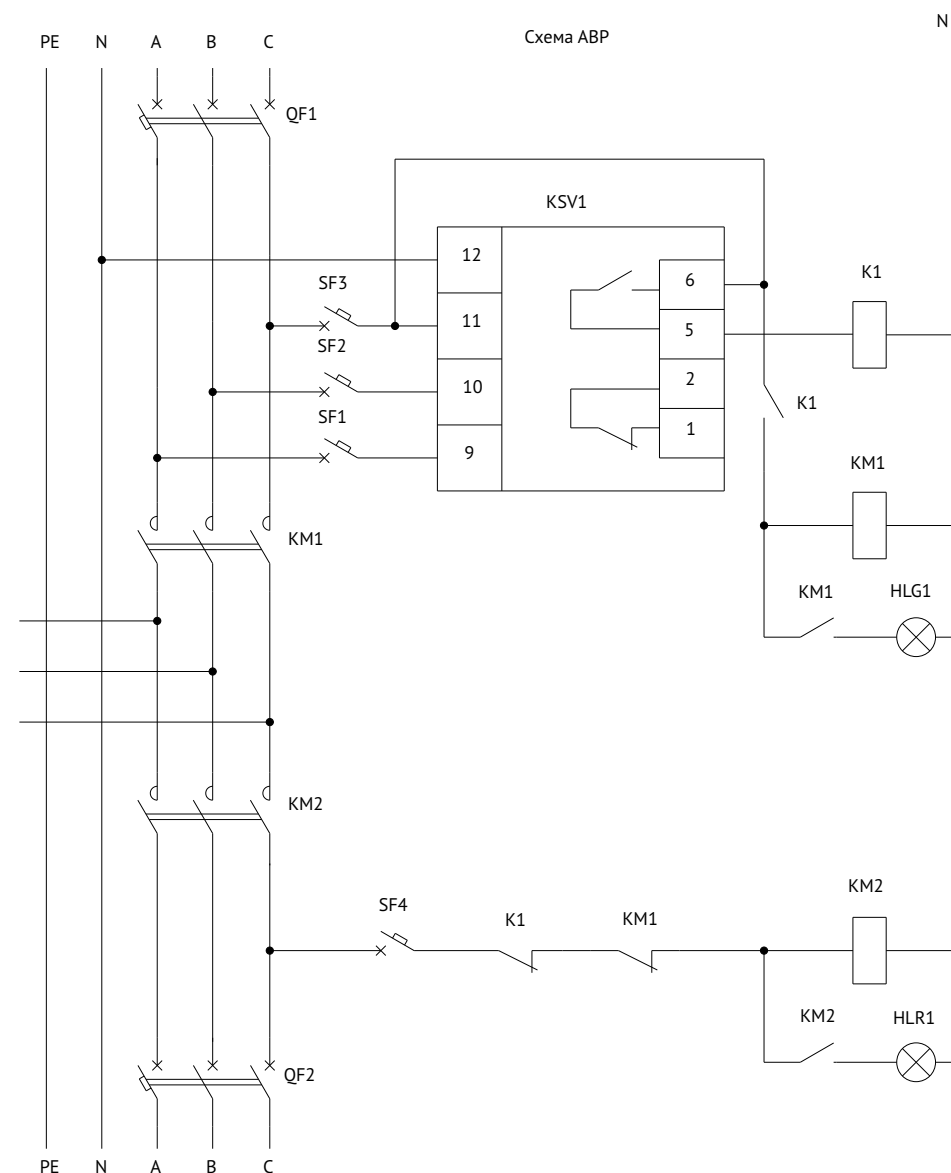 N
Схема АВР
PE N A B C
QF1
KSV1
12
6
K1
SF3
11
5
SF2
10
2
K1
SF1
9
1
KM1
KM1
KM1
HLG1
KM2
KM2
SF4
K1
KM1
KM2
HLR1
QF2
PE N A B C